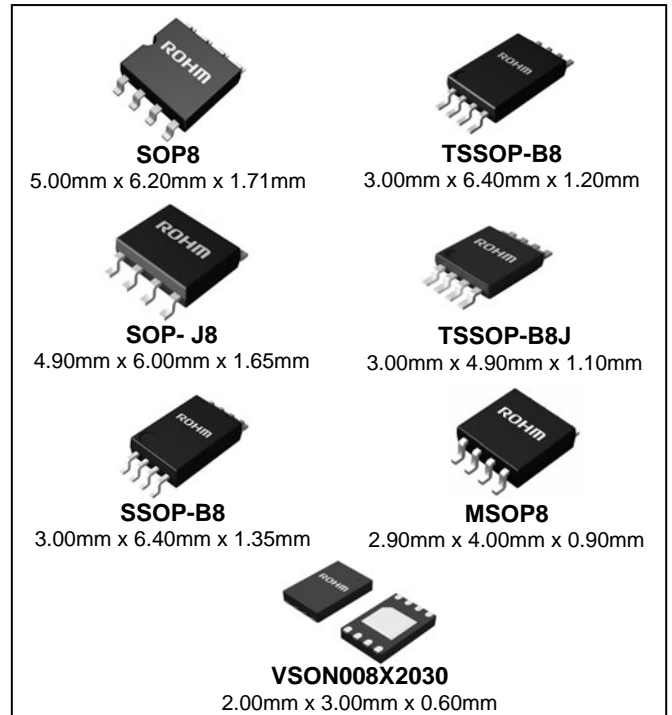 ROHM
ROHM
SOP8
TSSOP-B8
5.00mm x 6.20mm x 1.71mm
3.00mm x 6.40mm x 1.20mm
ROHM
ROHM
SOP- J8
TSSOP-B8J
4.90mm x 6.00mm x 1.65mm
3.00mm x 4.90mm x 1.10mm
ROHM
ROHM
SSOP-B8
MSOP8
3.00mm x 6.40mm x 1.35mm
2.90mm x 4.00mm x 0.90mm
ROHM
VSON008X2030
2.00mm x 3.00mm x 0.60mm